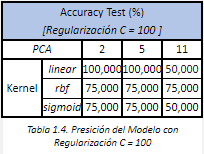 Accuracy Test (%)
[Regularización C = 100 ]
PCA 2 5 11
Kernel linear 100,000 100,000 50,000
rbf 75,000 75,000 75,000
sigmoid 75,000 75,000 50,000
Tabla 1.4. Presición del Modelo con
Regularización C = 100